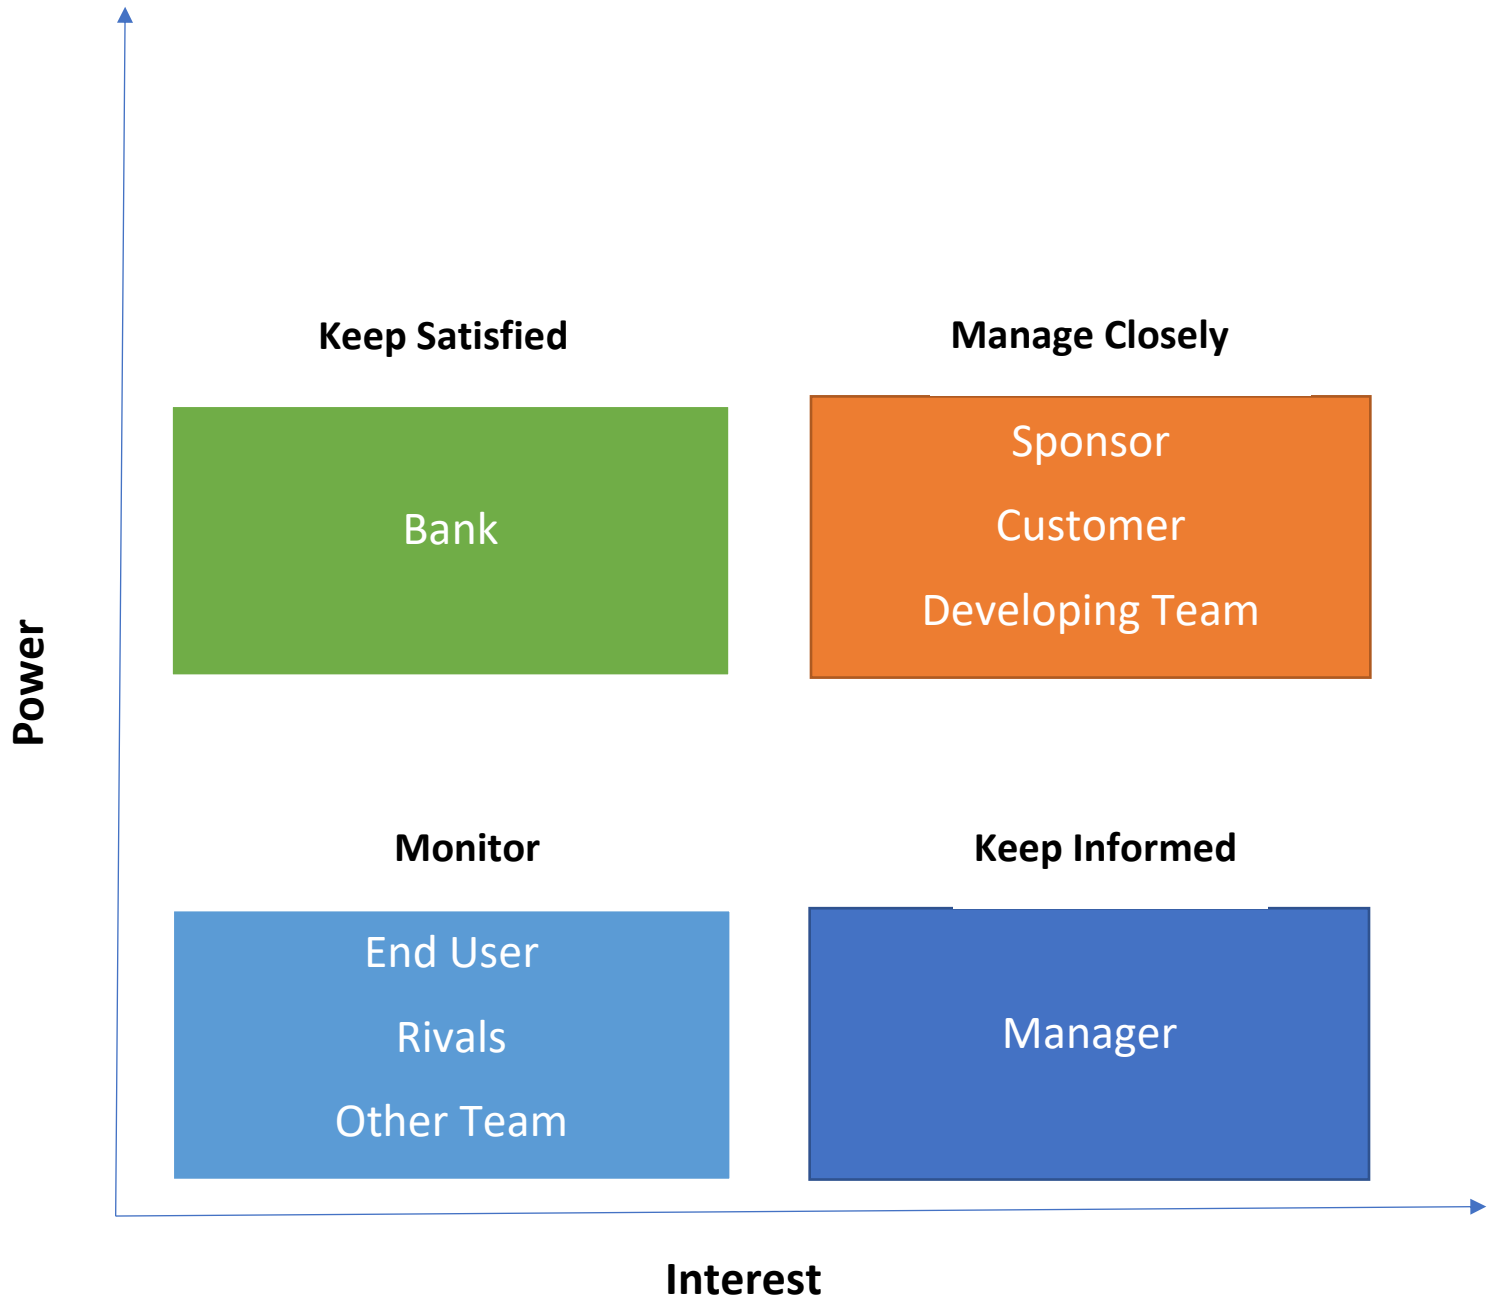 Keep Satisfied
Manage Closely
Bank
Sponsor
Customer
Developing Team
Power
Monitor
Keep Informed
End User
Rivals
Other Team
Manager
Interest